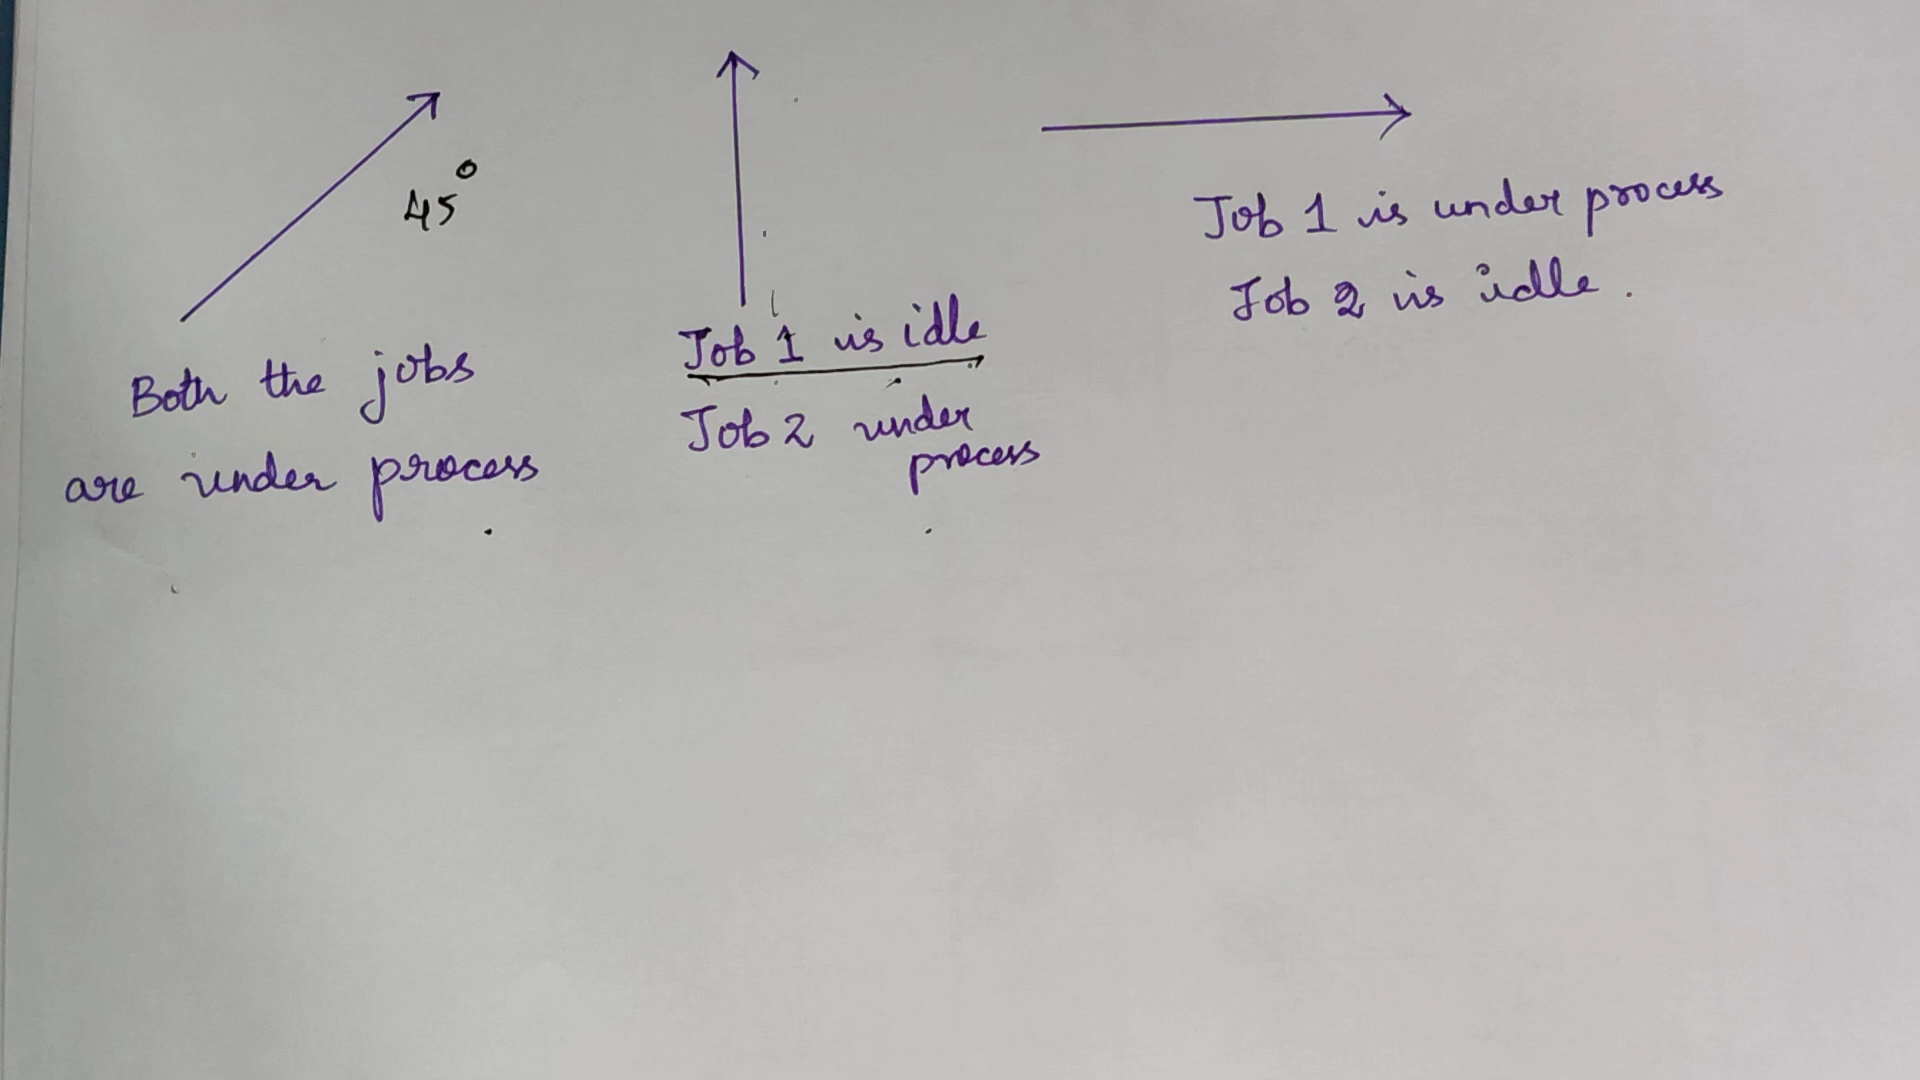 45°
Both the jobs
are under process
Job 1 is idle
Job 2 under
process
Job 1 is under process
Job 2 is idle.